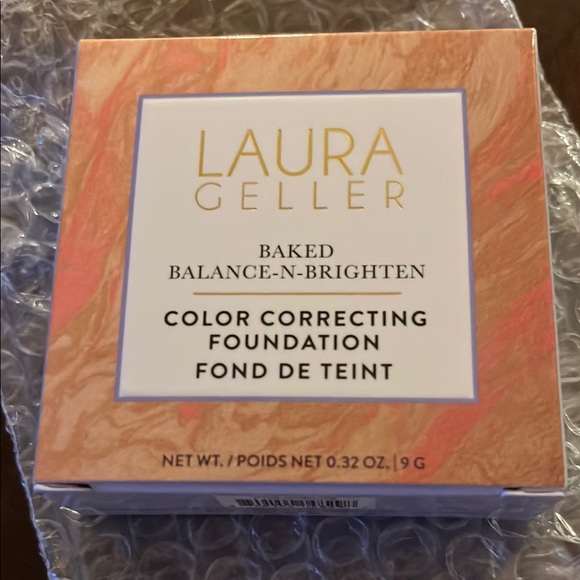 LAURA
GELLER
BAKED
BALANCE-N-BRIGHTEN
COLOR CORRECTING
FOUNDATION
FOND DE TEINT
NET WT. / POIDS NET 0.32 OZ. | 9 G